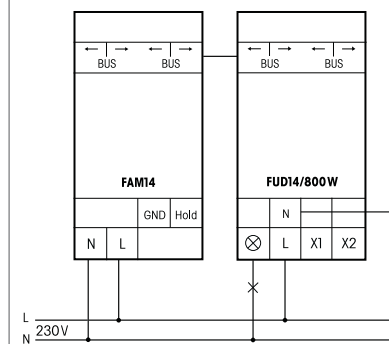 BUS BUS BUS BUS
FAM14 FUD14/800W
GND Hold N
N L L X1 X2
L
230V
N